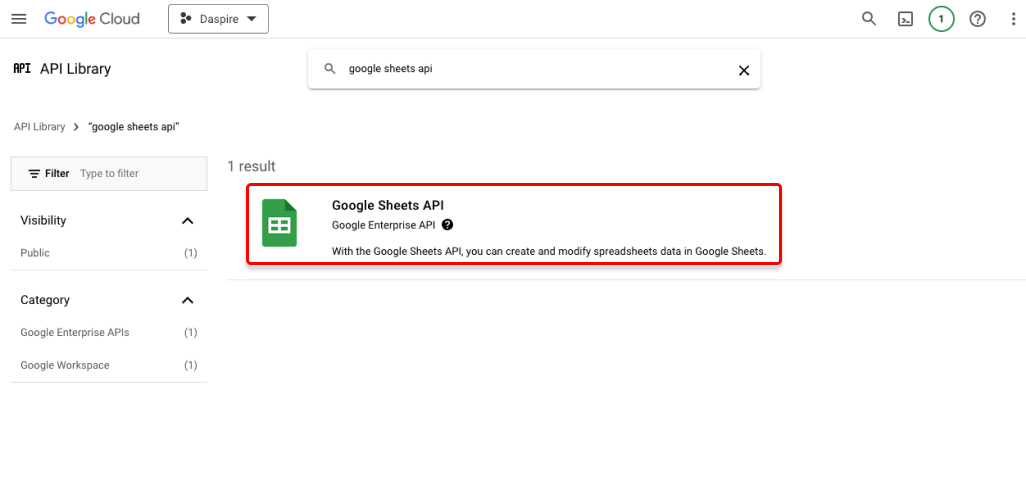 Google Cloud
Daspire
1
API API Library
google sheets api
API Library
"google sheets api"
Filter Type to filter
1 result
Google Sheets API
Google Enterprise API
With the Google Sheets API, you can create and modify spreadsheets data in Google Sheets.
Visibility
Public (1)
Category
Google Enterprise APIs (1)
Google Workspace (1)